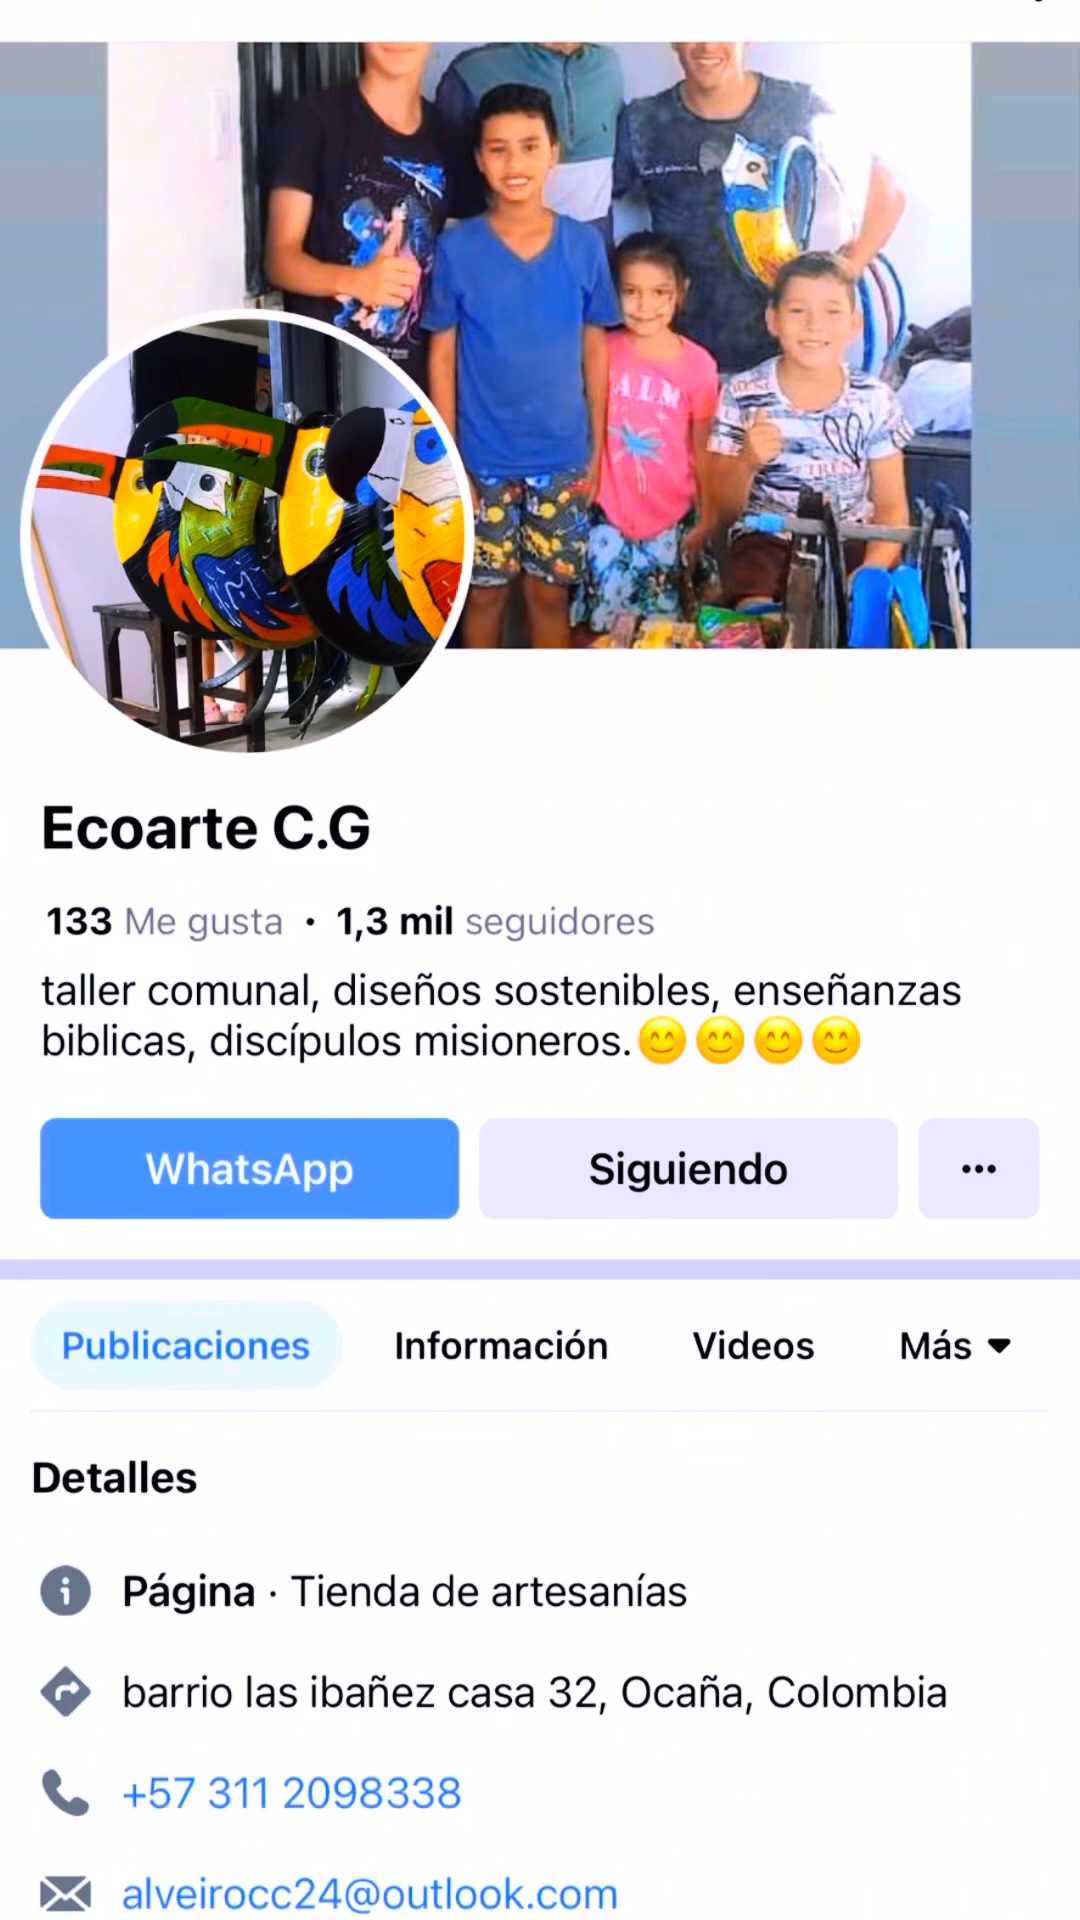 ALM
Ecoarte C.G
133 Me gusta · 1,3 mil seguidores
taller comunal, diseños sostenibles, enseñanzas
biblicas, discípulos misioneros.😊😊😊😊
WhatsApp
Siguiendo
Publicaciones
Información
Videos
Más
Detalles
Página · Tienda de artesanías
barrio las ibañez casa 32, Ocaña, Colombia
+57 311 2098338
alveirocc24@outlook.com